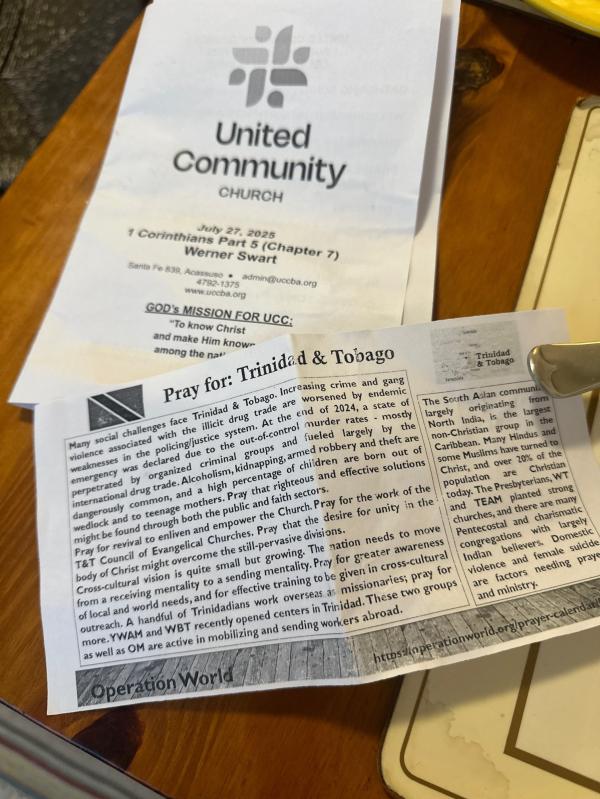 United
Community
CHURCH
July 27, 2025
1 Corinthians Part 5 (Chapter 7)
Werner Swart
Santa Fe 839, Acassuso • admin@uccba.org
4792-1375
www.uccba.org
GOD's MISSION FOR UCC:
"To know Christ
and make Him known
among the
Pray for: Trinidad & Tobago
Trinidad
& Tobago
Many social challenges face Trinidad & Tobago. Increasing crime and gang
violence associated with the illicit drug trade are worsened by endemic
weaknesses in the policing/justice system. At the end of 2024, a state of
emergency was declared due to the out-of-control murder rates - mostly
perpetrated by organized criminal groups and fueled largely by the
international drug trade. Alcoholism, kidnapping, armed robbery and theft are
dangerously common, and a high percentage of children are born out of
wedlock and to teenage mothers. Pray that righteous and effective solutions
might be found through both the public and faith sectors.
Pray for revival to enliven and empower the Church. Pray for the work of the
T&T Council of Evangelical Churches. Pray that the desire for unity in the
body of Christ might overcome the still-pervasive divisions.
Cross-cultural vision is quite small but growing. The nation needs to move
from a receiving mentality to a sending mentality. Pray for greater awareness
of local and world needs, and for effective training to be given in cross-cultural
outreach. A handful of Trinidadians work overseas as missionaries; pray for
more. YWAM and WBT recently opened centers in Trinidad. These two groups
as well as OM are active in mobilizing and sending workers abroad.
The South Asian communi
largely originating from
North India, is the largest
non-Christian group in the
Caribbean. Many Hindus and
some Muslims have turned to
Christ, and over 20% of the
population are Christian
today. The Presbyterians, WT
and TEAM planted strong
churches, and there are many
Pentecostal and charismatic
congregations with largely
Indian believers. Domestic
violence and female suicide
are factors needing praye
and ministry.
Operation World
https://operationworld.org/prayer-calendar/